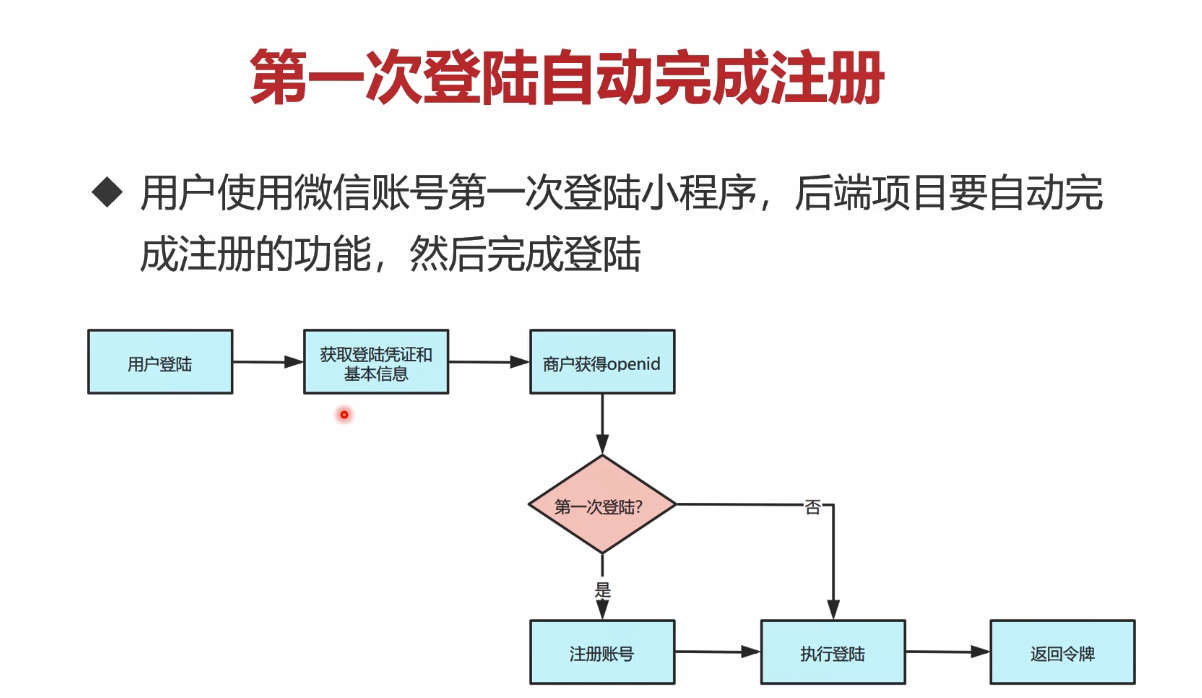 第一次登陆自动完成注册
用户使用微信账号第一次登陆小程序，后端项目要自动完
成注册的功能，然后完成登陆
用户登陆
获取登陆凭证和
基本信息
商户获得openid
第一次登陆？
否
是
注册账号
执行登陆
返回令牌